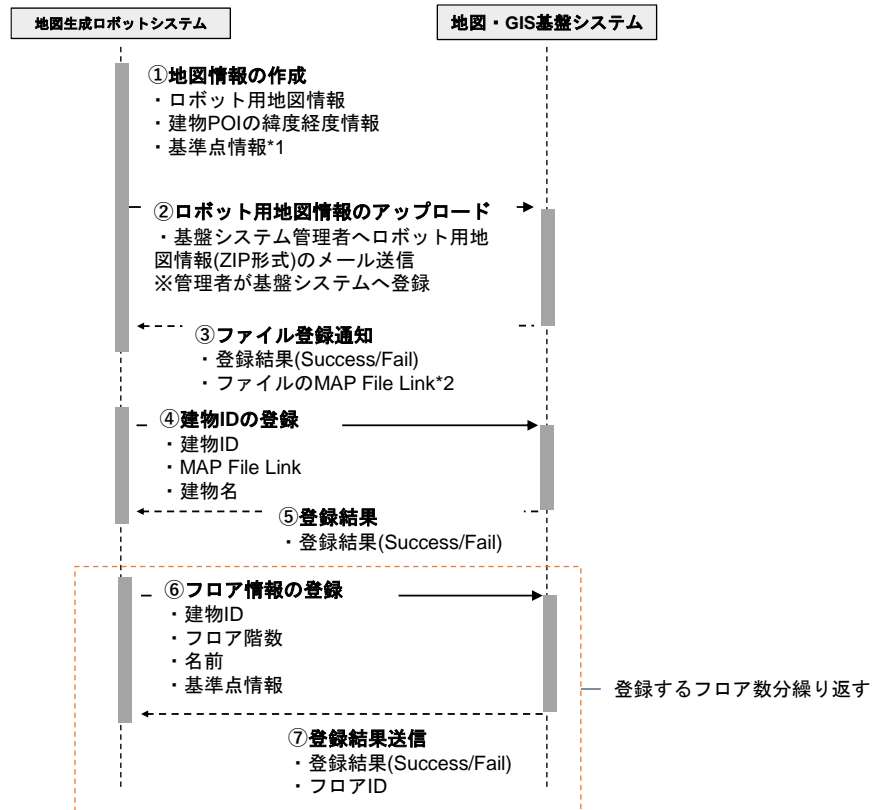 地図生成ロボットシステム
地図・GIS基盤システム
①地図情報の作成
・ロボット用地図情報
・建物POIの緯度経度情報
・基準点情報*1
②ロボット用地図情報のアップロード
・基盤システム管理者へロボット用地
図情報(ZIP形式)のメール送信
※管理者が基盤システムへ登録
③ファイル登録通知
・登録結果(Success/Fail)
・ファイルのMAP File Link*2
④建物IDの登録
・建物ID
・MAP File Link
・建物名
⑤登録結果
・登録結果(Success/Fail)
⑥フロア情報の登録
・建物ID
・フロア階数
・名前
・基準点情報
登録するフロア数分繰り返す
⑦登録結果送信
・登録結果(Success/Fail)
・フロアID